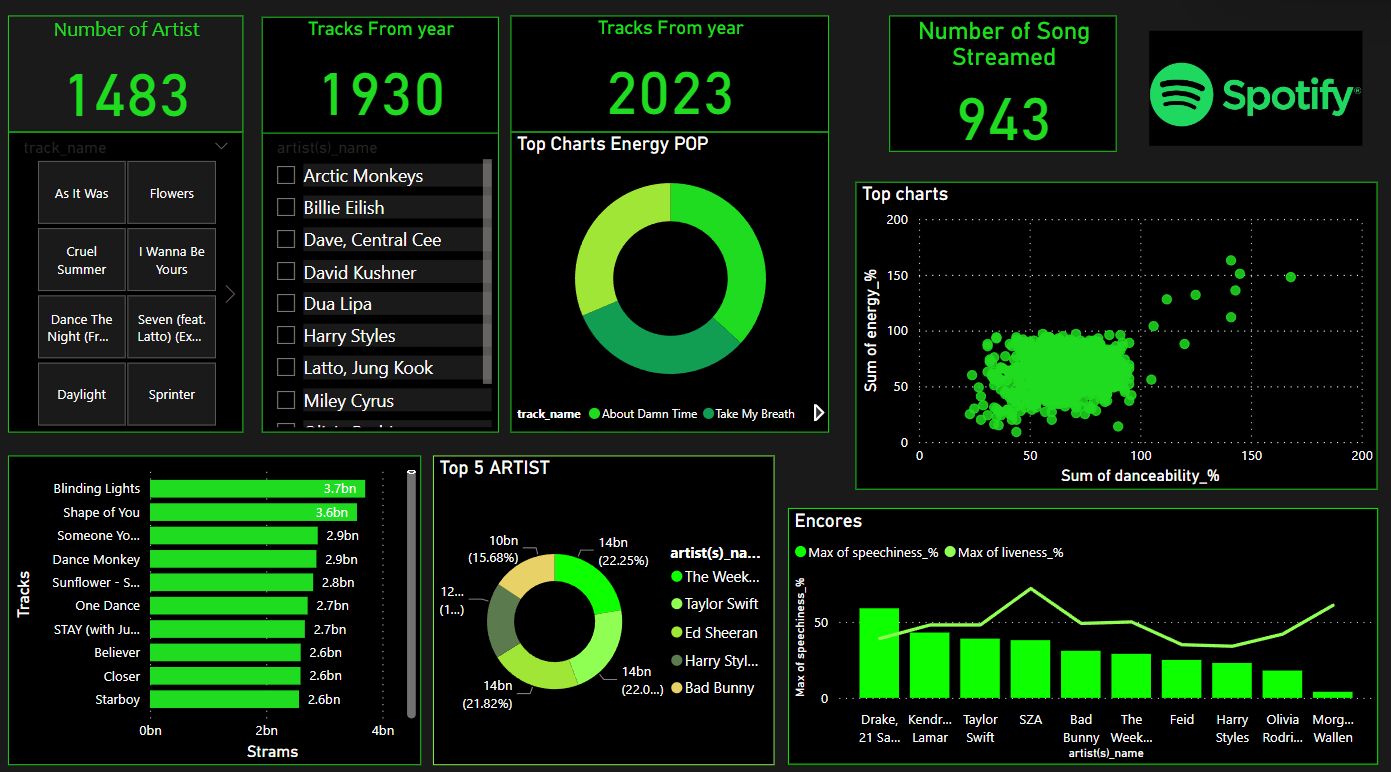 Number of Artist
1483
Tracks From year
1930
Tracks From year
2023
Number of Song
Streamed
943
Spotify®
track_name
As It Was
Flowers
Cruel
Summer
I Wanna Be
Yours
Dance The
Night (Fr...
Seven (feat.
Latto) (Ex...
Daylight
Sprinter
artist(s)_name
Arctic Monkeys
Billie Eilish
Dave, Central Cee
David Kushner
Dua Lipa
Harry Styles
Latto, Jung Kook
Miley Cyrus
Top Charts Energy POP
track_name
About Damn Time
Take My Breath
Top charts
Sum of energy_%
200
150
100
50
0
0
50
100
150
200
Sum of danceability_%
Tracks
Blinding Lights
3.7bn
Shape of You
3.6bn
Someone Yo...
2.9bn
Dance Monkey
2.9bn
Sunflower - S...
2.8bn
One Dance
2.7bn
STAY (with Ju...
2.7bn
Believer
2.6bn
Closer
2.6bn
Starboy
2.6bn
0bn
2bn
4bn
Strams
Top 5 ARTIST
10bn
(15.68%)
14bn
(22.25%)
12...
(1...)
14bn
(21.82%)
14bn
(22.0...)
artist(s)_na...
The Week...
Taylor Swift
Ed Sheeran
Harry Styl...
Bad Bunny
Encores
Max of speechiness_%
Max of liveness_%
Max of speechiness_%
50
0
Drake,
21 Sa...
Kendr...
Lamar
Taylor
Swift
SZA
Bad
Bunny
The
Week...
Feid
Harry
Styles
Olivia
Rodri...
Morg...
Wallen
artist(s)_name